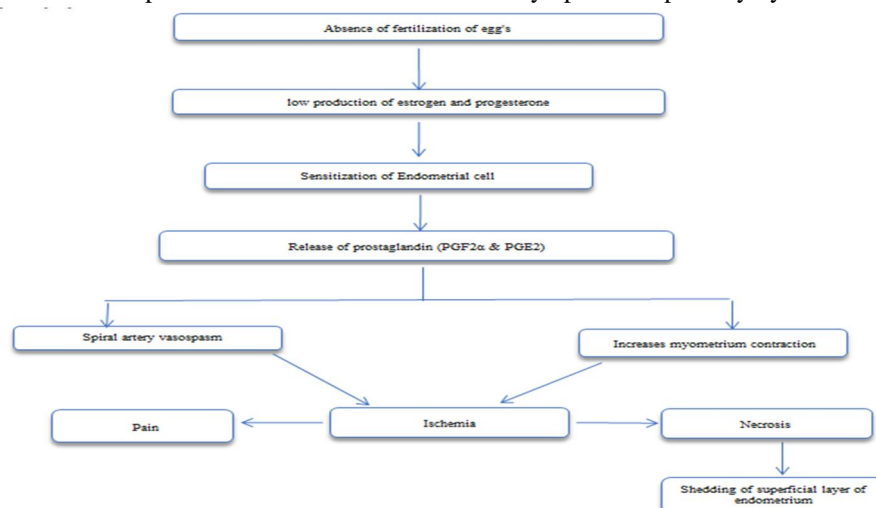 Absence of fertilization of egg's
low production of estrogen and progesterone
Sensitization of Endometrial cell
Release of prostaglandin (PGF2α & PGE2)
Spiral artery vasospasm
Increases myometrium contraction
Pain
Ischemia
Necrosis
Shedding of superficial layer of
endometrium